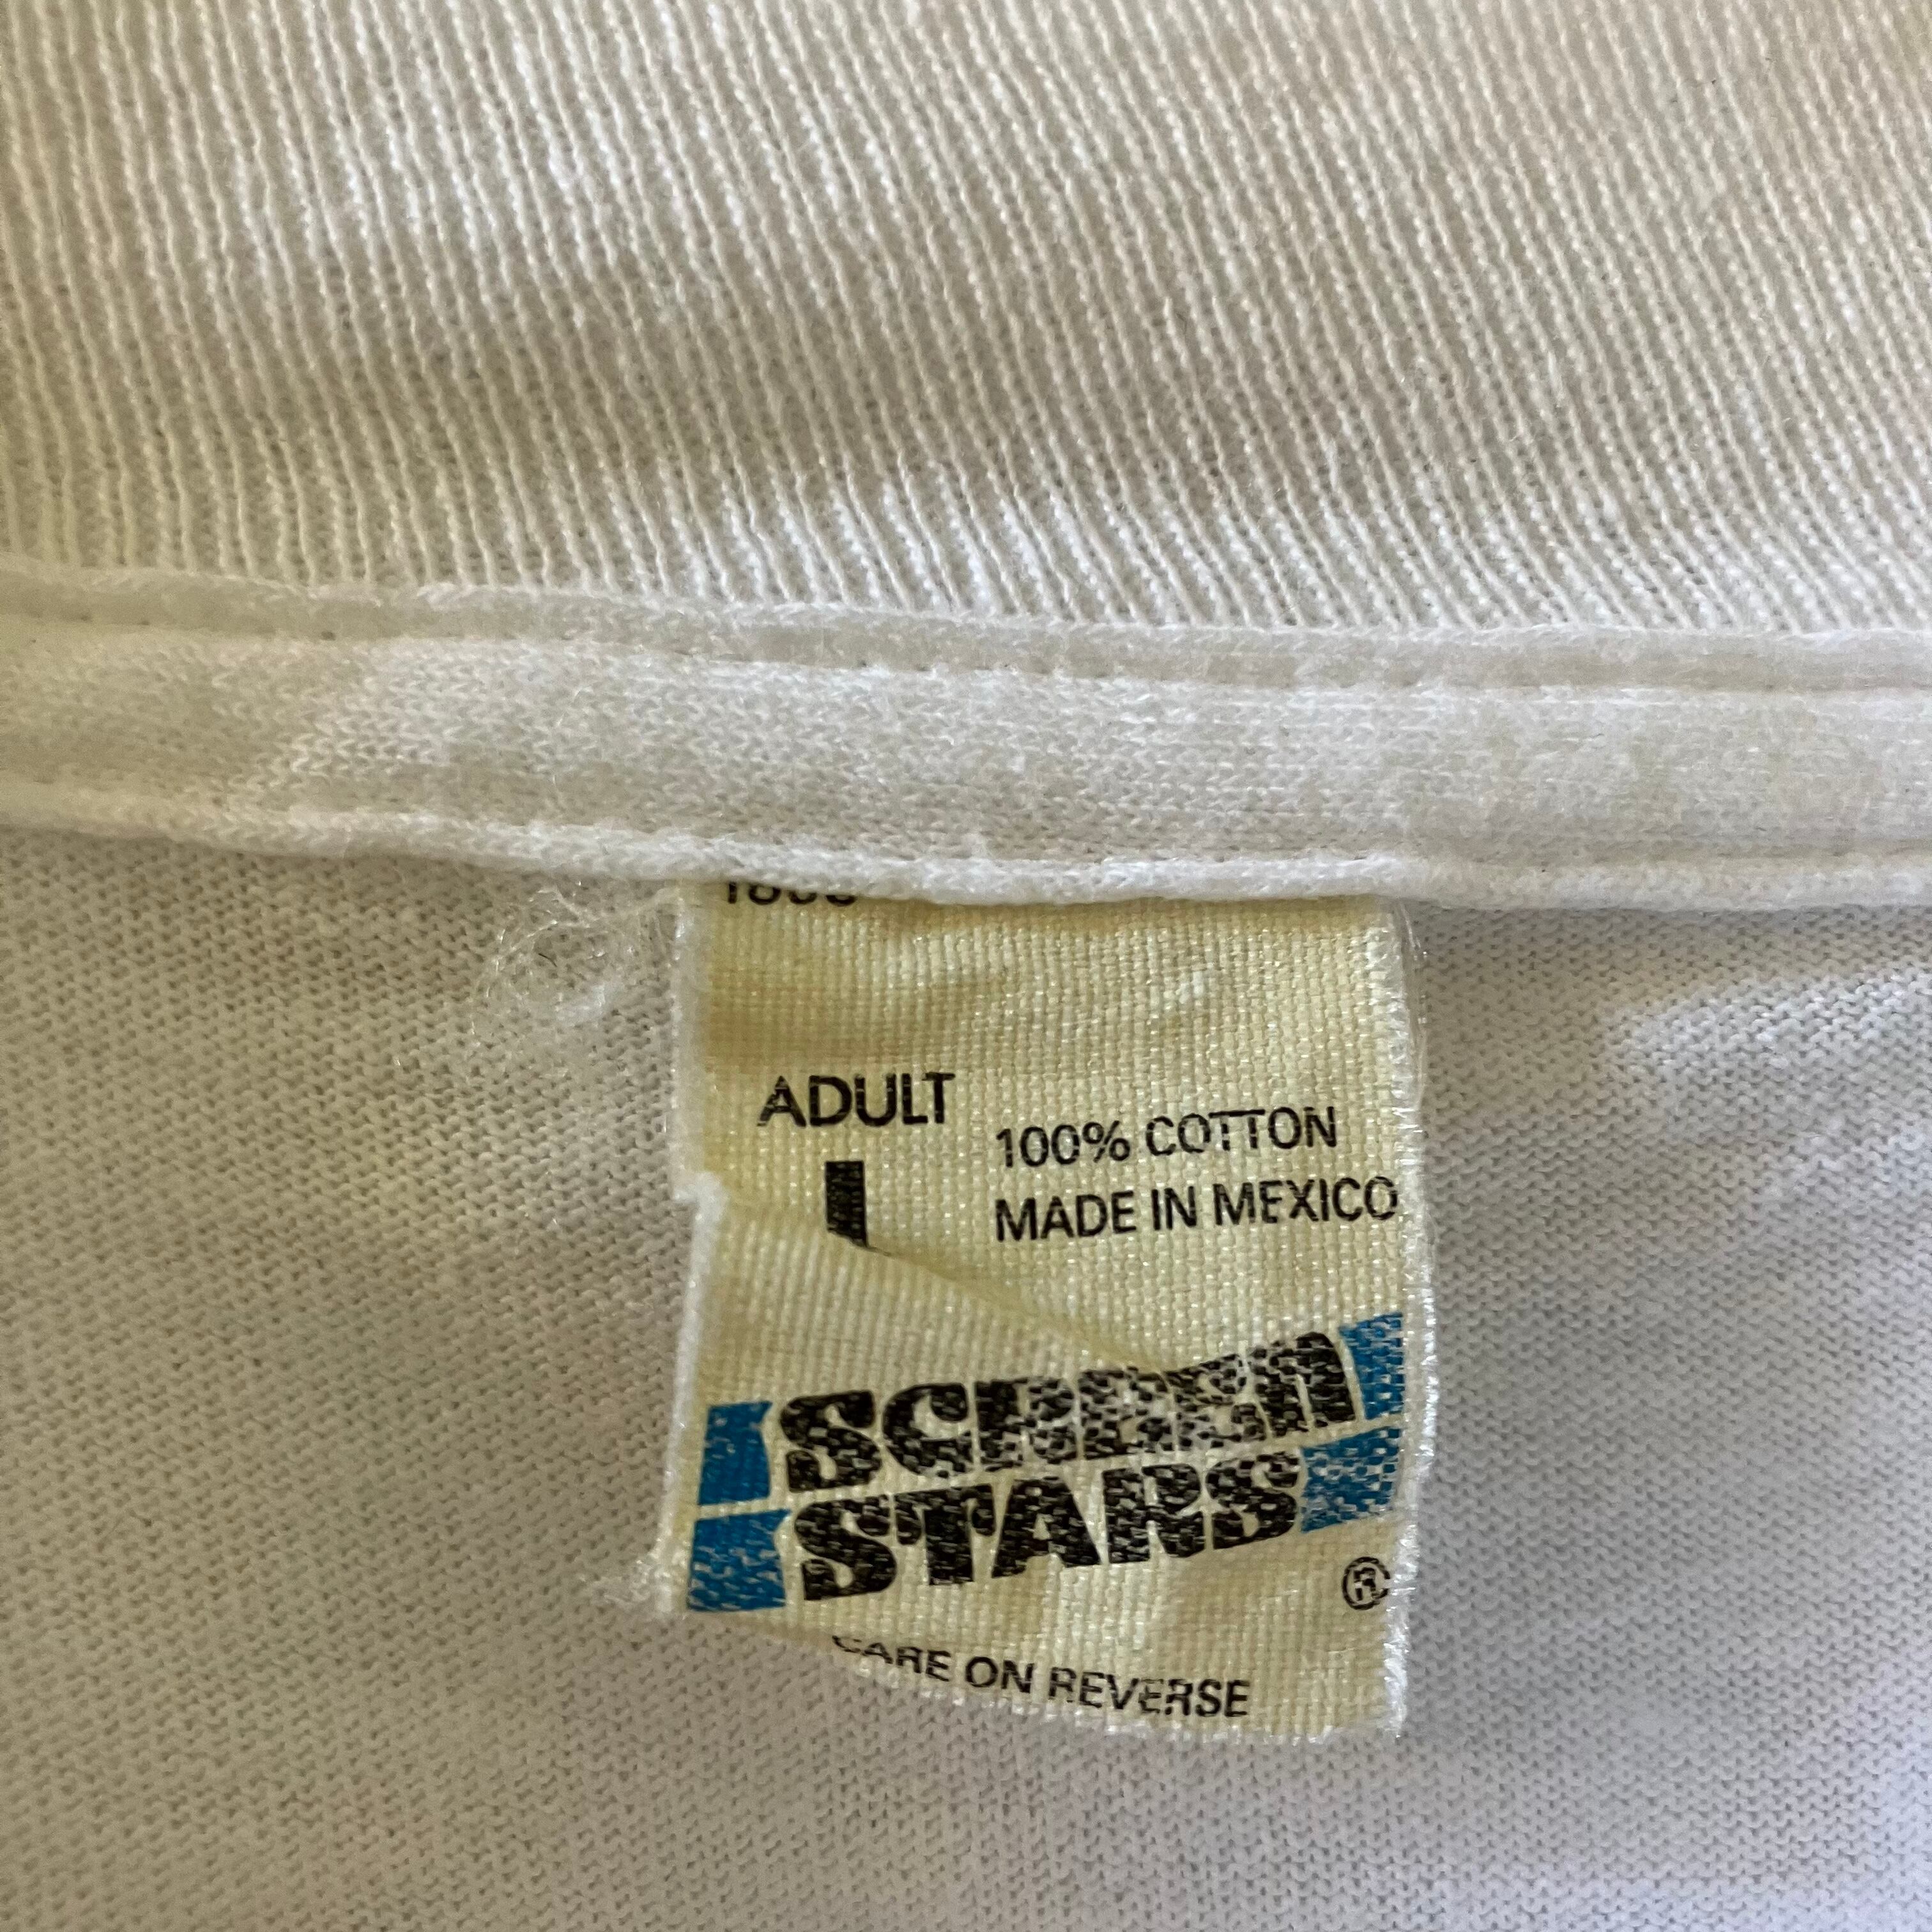 ADULT
100% COTTON
L
MADE IN MEXICO
SCREEN
STARS
®
CARE ON REVERSE